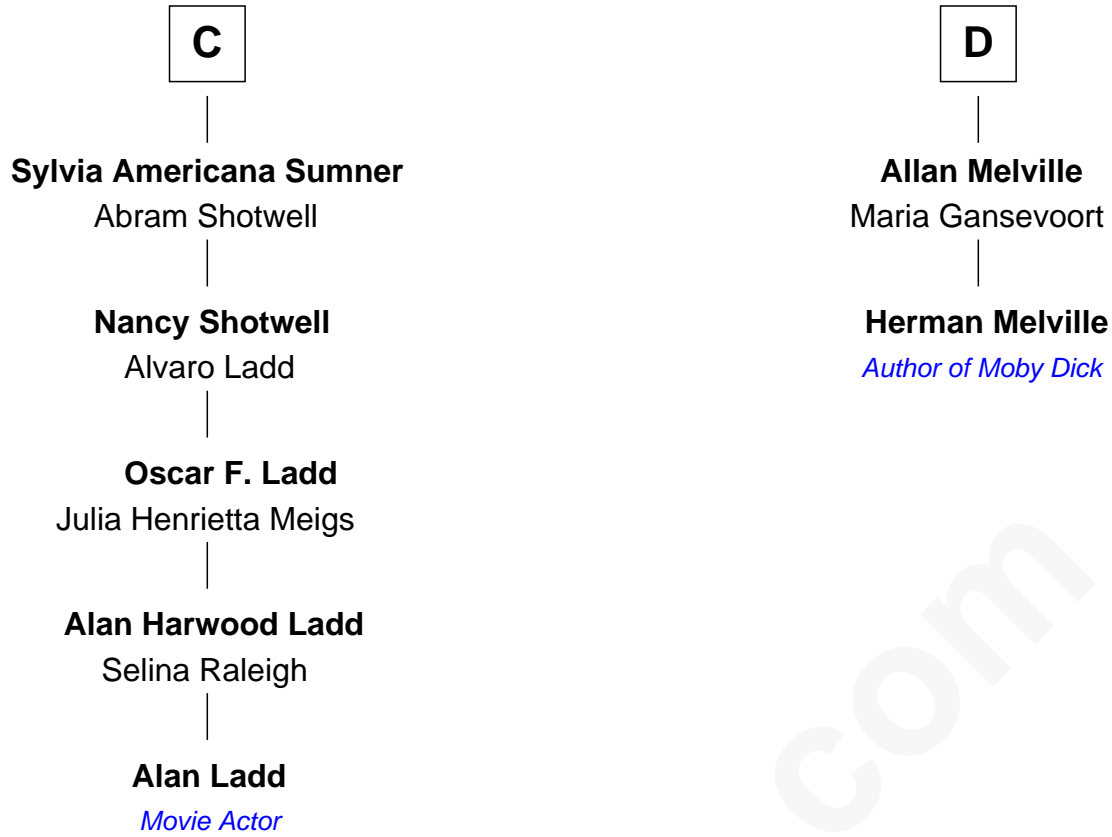 C
Sylvia Americana Sumner
Abram Shotwell
Nancy Shotwell
Alvaro Ladd
Oscar F. Ladd
Julia Henrietta Meigs
Alan Harwood Ladd
Selina Raleigh
Alan Ladd
Movie Actor
D
Allan Melville
Maria Gansevoort
Herman Melville
Author of Moby Dick
com